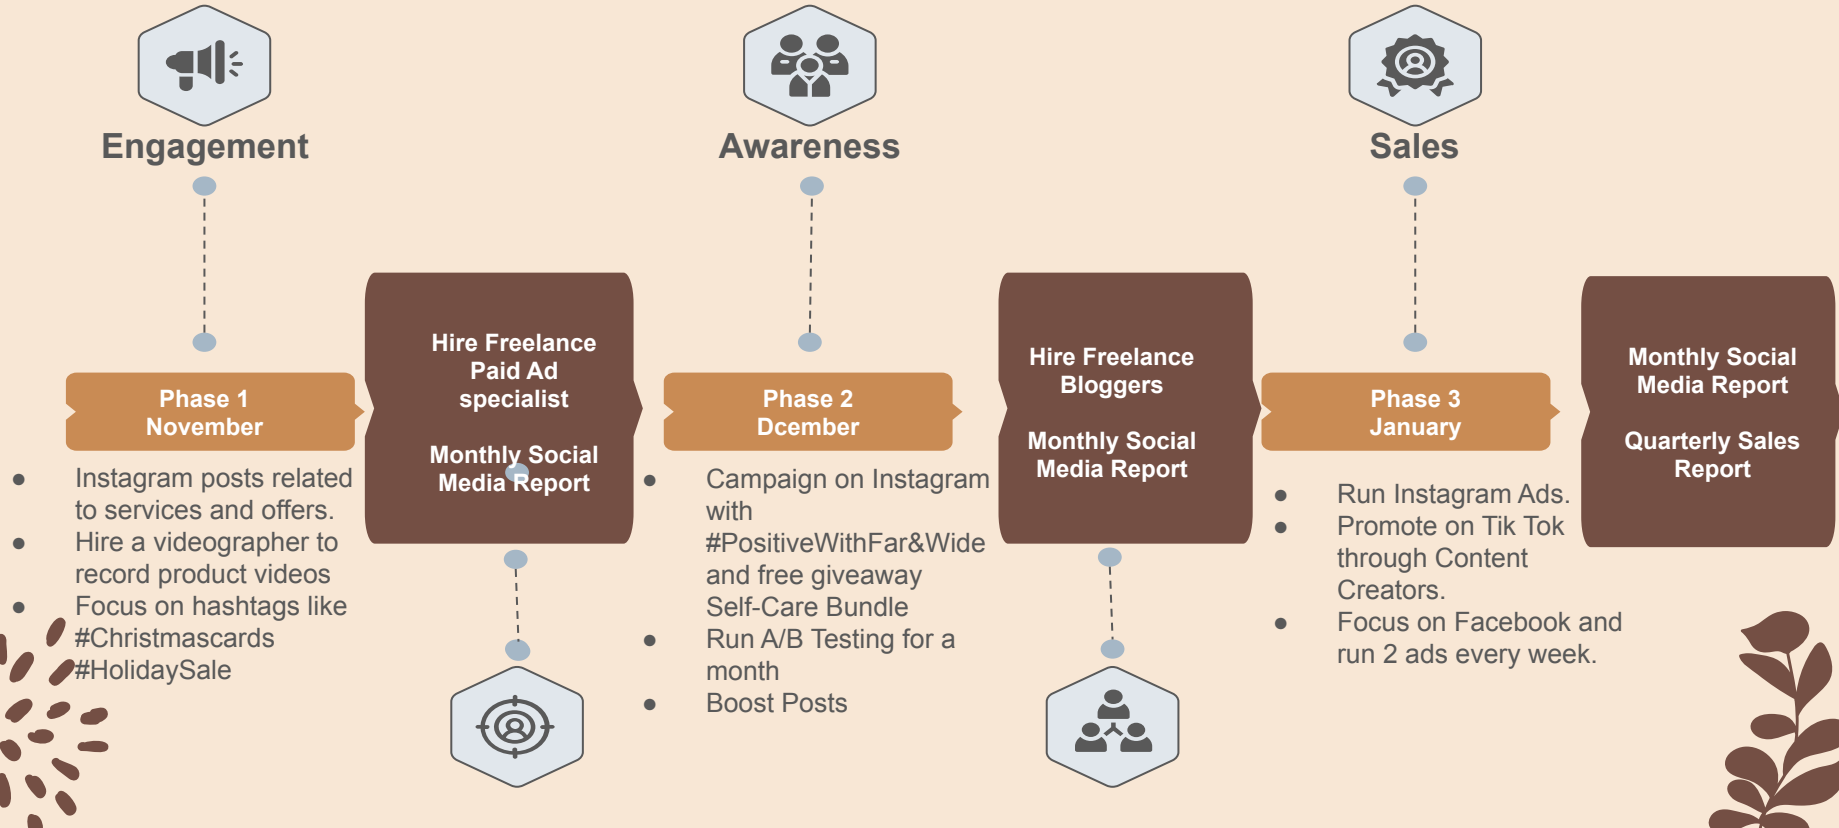 Engagement
Awareness
Sales
Phase 1
November
● Instagram posts related
to services and offers.
● Hire a videographer to
record product videos
● Focus on hashtags like
#Christmascards
#HolidaySale
Hire Freelance
Paid Ad
specialist
Monthly Social
Media Report
Phase 2
Dcember
● Campaign on Instagram
with
#PositiveWithFar&Wide
and free giveaway
Self-Care Bundle
● Run A/B Testing for a
month
● Boost Posts
Hire Freelance
Bloggers
Monthly Social
Media Report
Phase 3
January
● Run Instagram Ads.
● Promote on Tik Tok
through Content
Creators.
● Focus on Facebook and
run 2 ads every week.
Monthly Social
Media Report
Quarterly Sales
Report